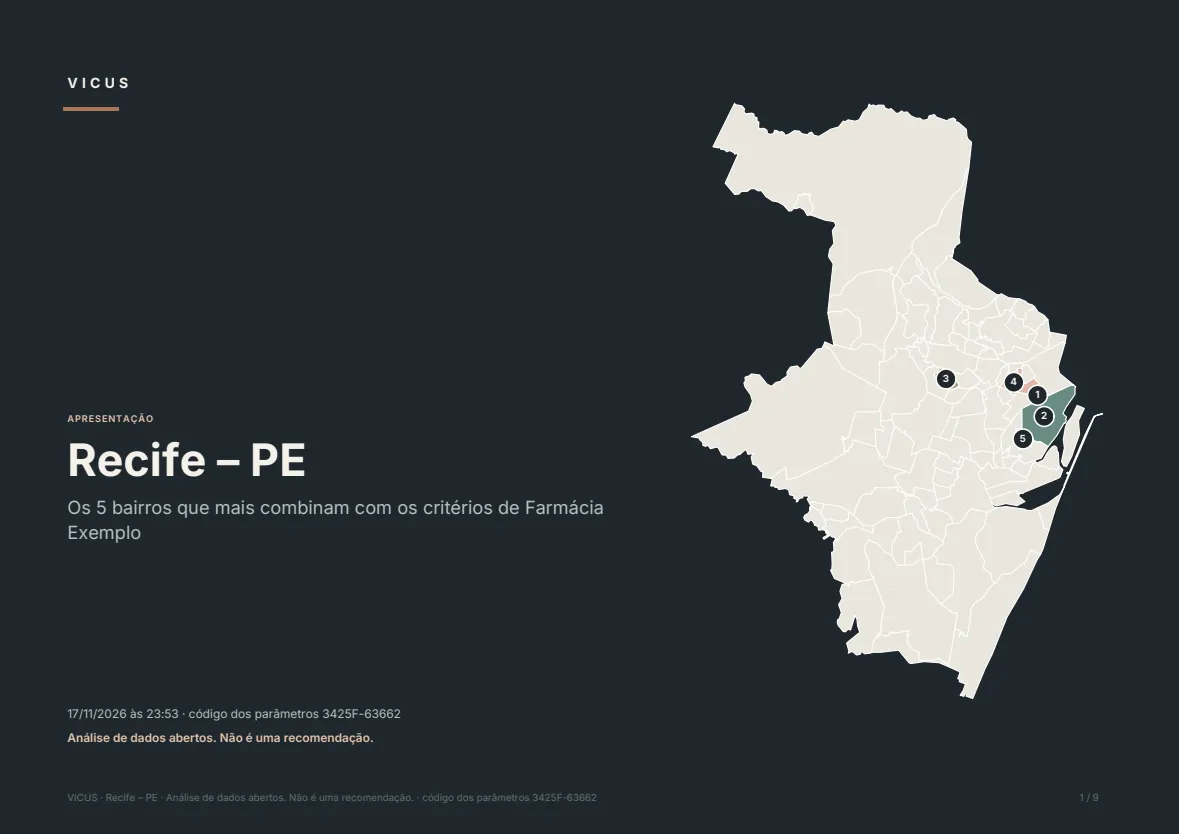 VICUS
APRESENTAÇÃO
Recife – PE
Os 5 bairros que mais combinam com os critérios de Farmácia
Exemplo
3
4
1
2
5
17/11/2026 às 23:53 · código dos parâmetros 3425F-63662
Análise de dados abertos. Não é uma recomendação.
VICUS · Recife – PE · Análise de dados abertos. Não é uma recomendação. · código dos parâmetros 3425F-63662
1 / 9